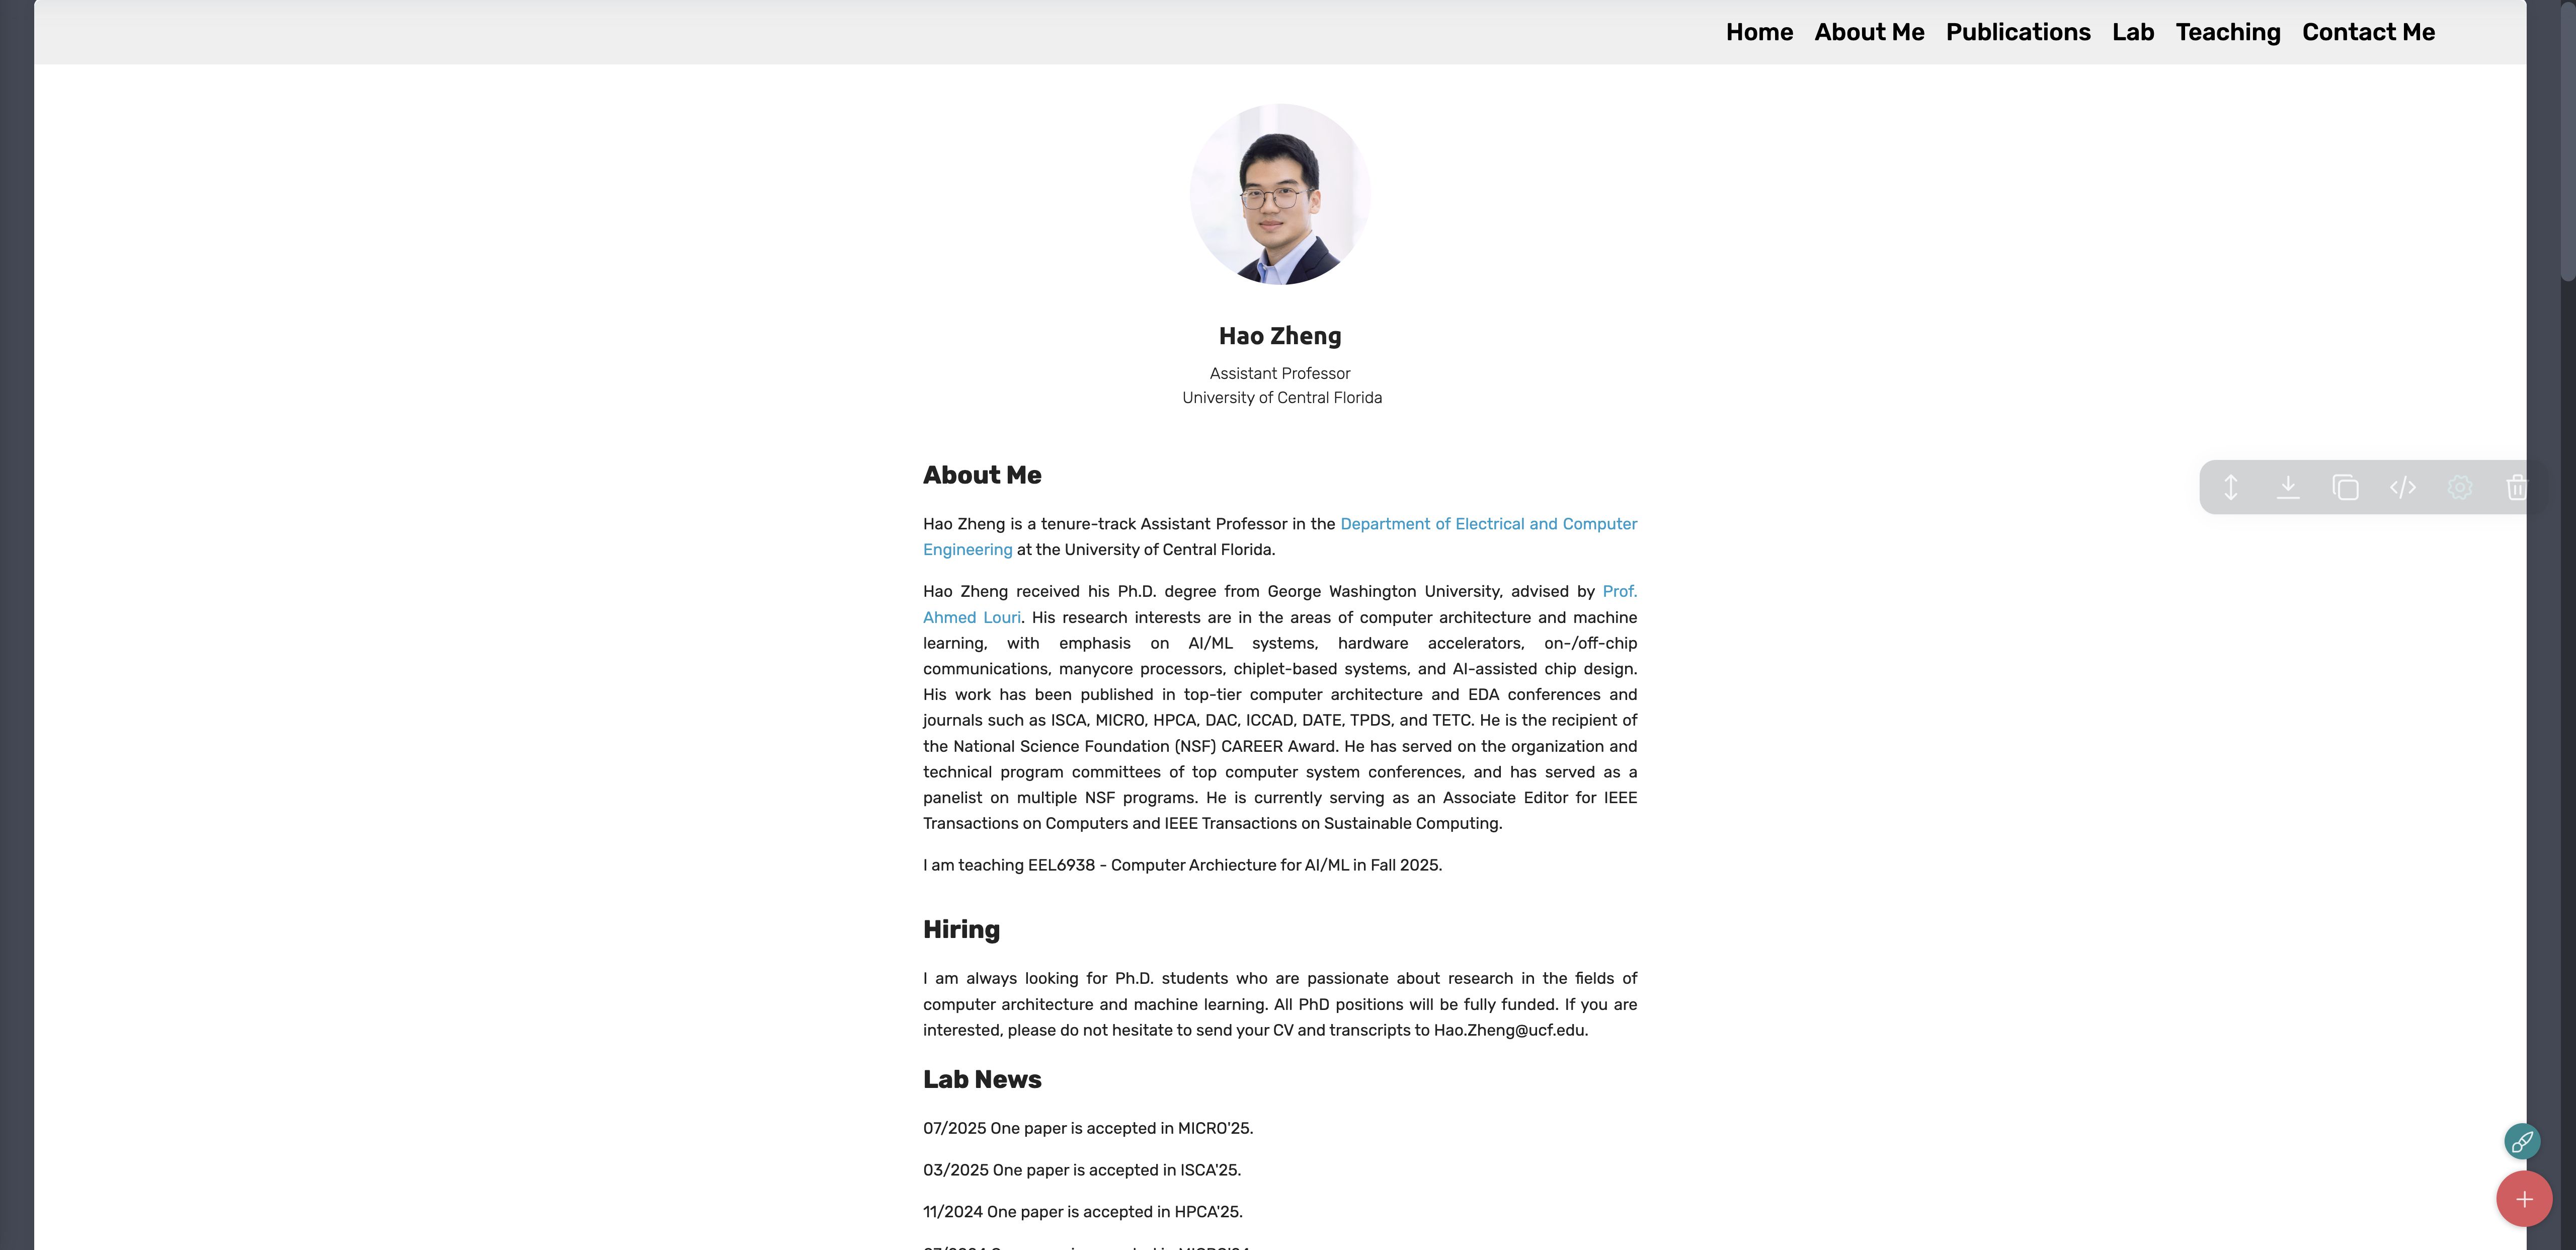 Home About Me Publications Lab Teaching Contact Me
Hao Zheng
Assistant Professor
University of Central Florida
About Me
Hao Zheng is a tenure-track Assistant Professor in the Department of Electrical and Computer
Engineering at the University of Central Florida.
Hao Zheng received his Ph.D. degree from George Washington University, advised by Prof.
Ahmed Louri. His research interests are in the areas of computer architecture and machine
learning, with emphasis on AI/ML systems, hardware accelerators, on-/off-chip
communications, manycore processors, chiplet-based systems, and AI-assisted chip design.
His work has been published in top-tier computer architecture and EDA conferences and
journals such as ISCA, MICRO, HPCA, DAC, ICCAD, DATE, TPDS, and TETC. He is the recipient of
the National Science Foundation (NSF) CAREER Award. He has served on the organization and
technical program committees of top computer system conferences, and has served as a
panelist on multiple NSF programs. He is currently serving as an Associate Editor for IEEE
Transactions on Computers and IEEE Transactions on Sustainable Computing.
I am teaching EEL6938 - Computer Archiecture for AI/ML in Fall 2025.
Hiring
I am always looking for Ph.D. students who are passionate about research in the fields of
computer architecture and machine learning. All PhD positions will be fully funded. If you are
interested, please do not hesitate to send your CV and transcripts to Hao.Zheng@ucf.edu.
Lab News
07/2025 One paper is accepted in MICRO'25.
03/2025 One paper is accepted in ISCA'25.
11/2024 One paper is accepted in HPCA'25.